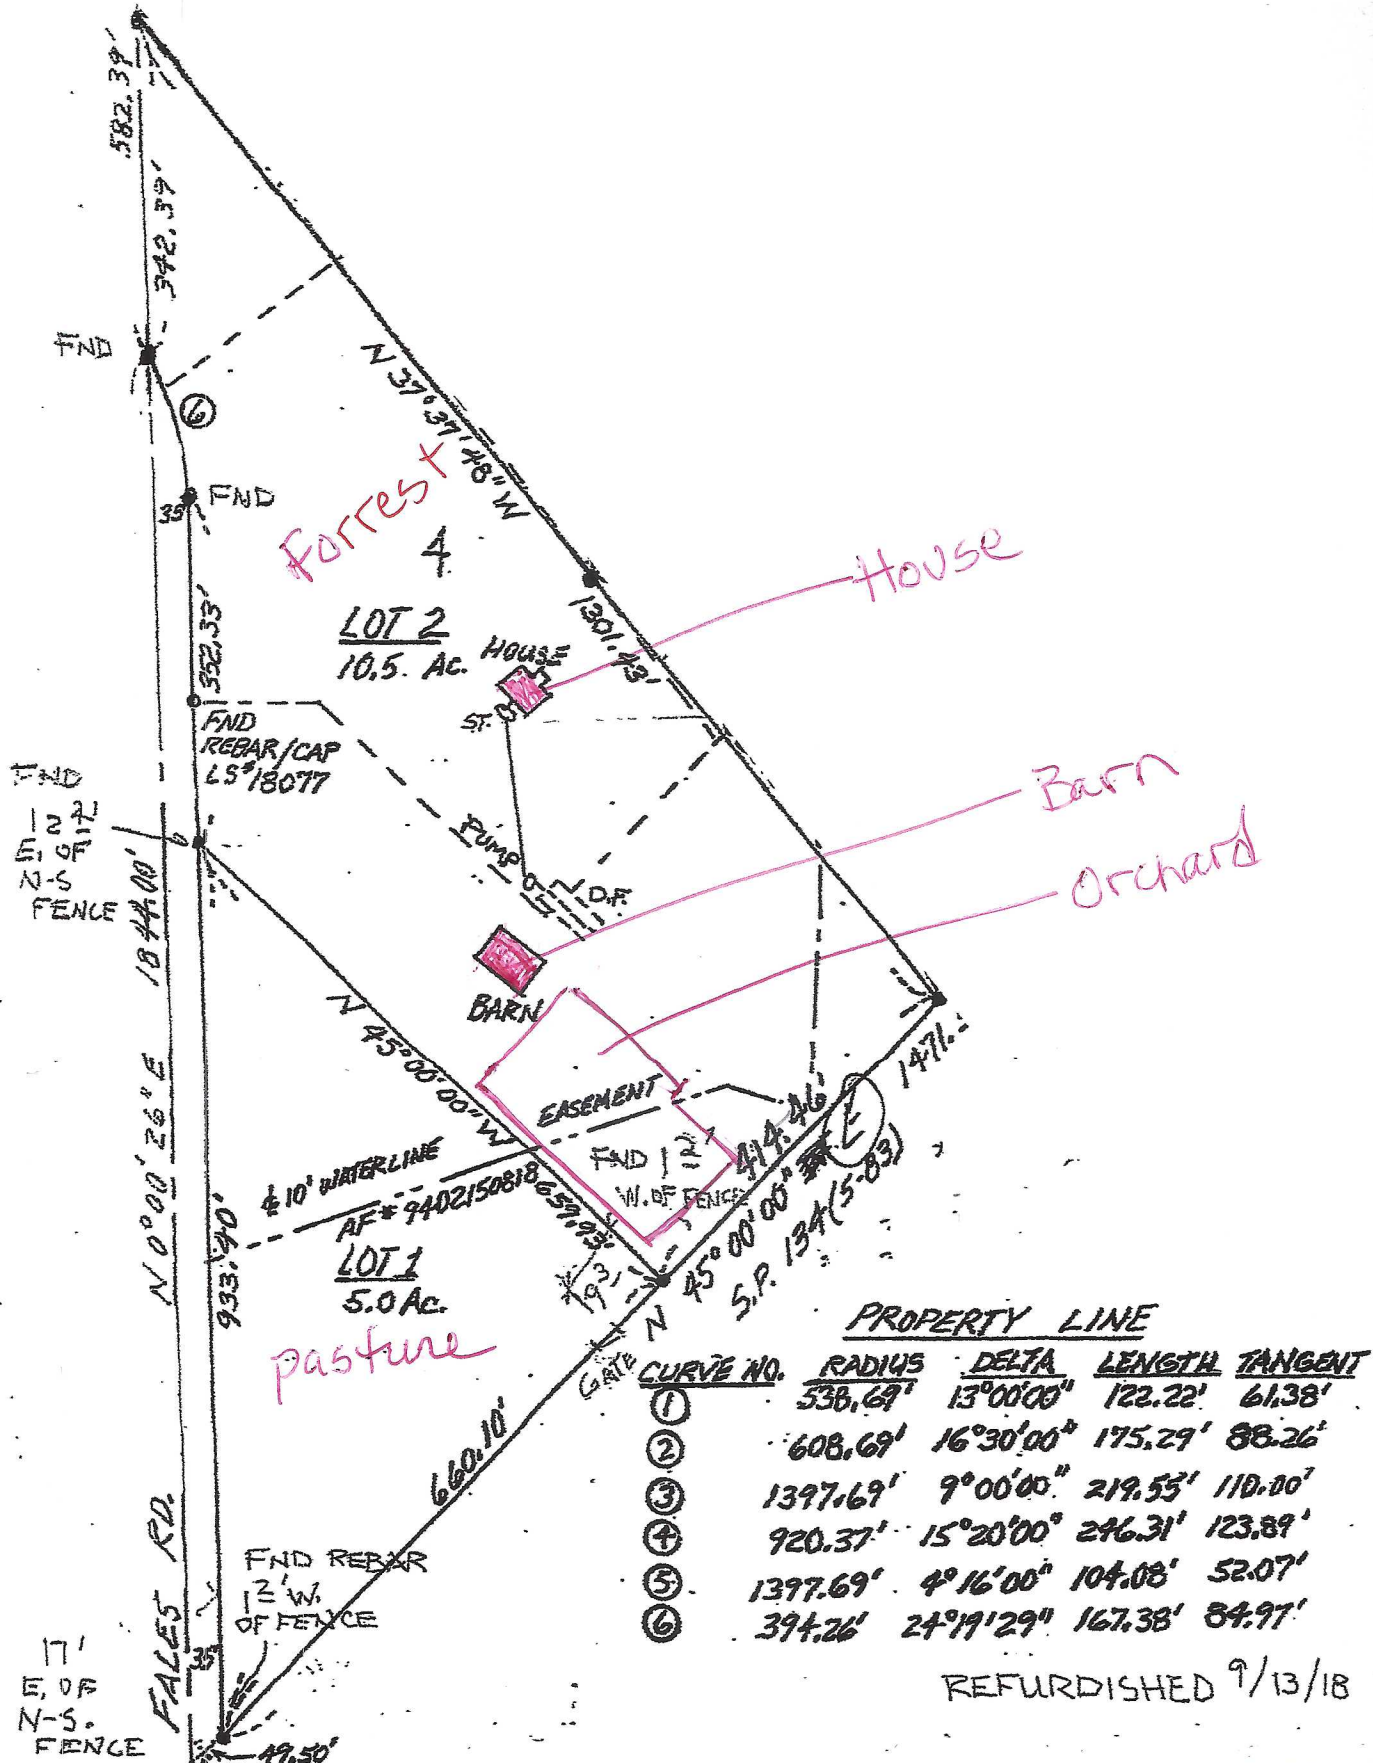 582.39'
342.39'
FND
6
FND
35'
N 37°37'48" W
Forrest
4
LOT 2
10.5. Ac.
HOUSE
House
1301.43'
ST.
352.33'
FND
REBAR/CAP
LS#18077
FND
E. OF
N-S
FENCE
PUMP
D.F.
Barn
Orchard
BARN
1844.00'
N 0°00'26" E
N 45°00'00" W
659.93'
EASEMENT
10' WATERLINE
AF# 9402150818
FND 12'
W. OF FENCE
414.46'
1471.
N 45°00'00" E
S.P. 134 (5-83)
933.40'
LOT 1
5.0 Ac.
pasture
GATE
660.10'
FALES RD.
FND REBAR
12' W.
OF FENCE
35'
17'
E. OF
N-S.
FENCE
49.50'
PROPERTY LINE
CURVE NO. RADIUS DELTA LENGTH TANGENT
1 538.69' 13°00'00" 122.22' 61.38'
2 608.69' 16°30'00" 175.29' 88.26'
3 1397.69' 9°00'00" 219.55' 110.00'
4 920.37' 15°20'00" 246.31' 123.89'
5 1397.69' 4°16'00" 104.08' 52.07'
6 394.26' 24°19'29" 167.38' 84.97'
REFURDISHED 9/13/18